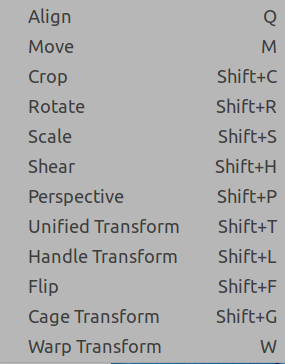 Align Q
Move M
Crop Shift+C
Rotate Shift+R
Scale Shift+S
Shear Shift+H
Perspective Shift+P
Unified Transform Shift+T
Handle Transform Shift+L
Flip Shift+F
Cage Transform Shift+G
Warp Transform W